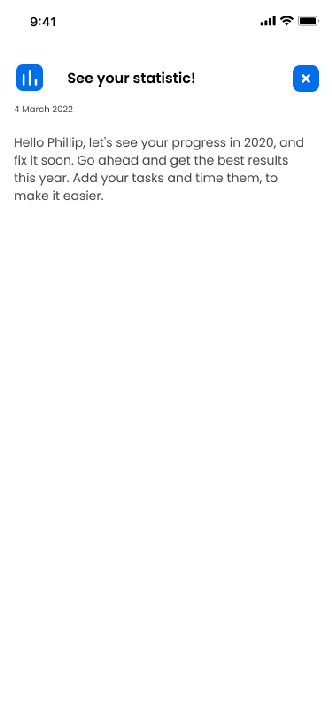 9:41
See your statistic!
4 March 2022
Hello Phillip, let's see your progress in 2020, and
fix it soon. Go ahead and get the best results
this year. Add your tasks and time them, to
make it easier.